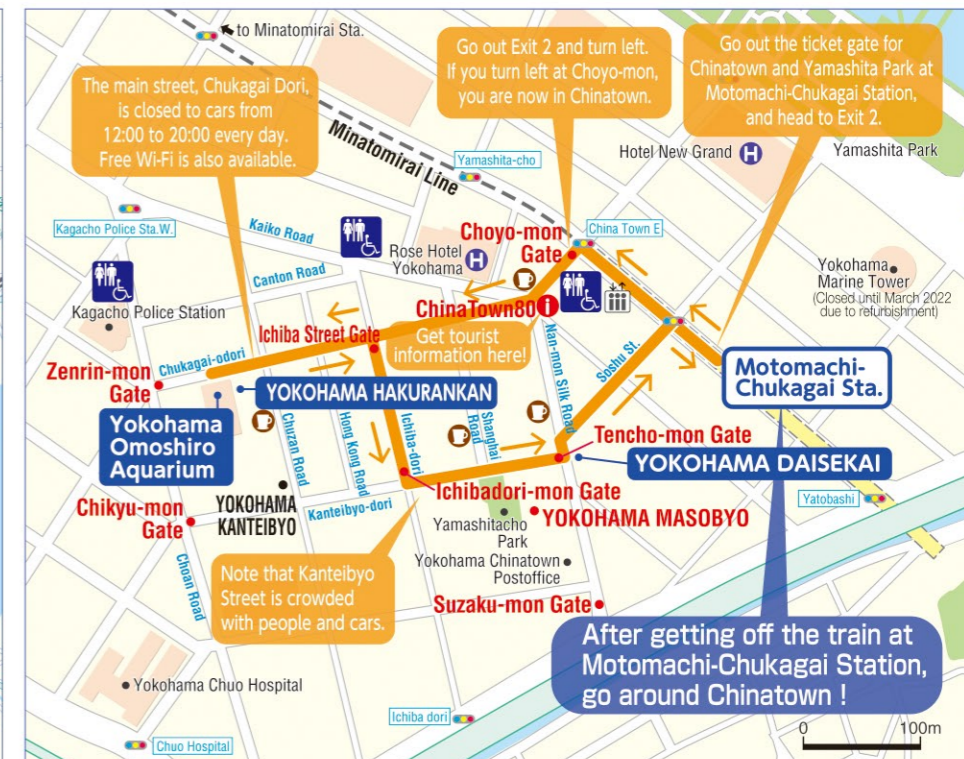 to Minatomirai Sta.
The main street, Chukagai Dori,
is closed to cars from
12:00 to 20:00 every day.
Free Wi-Fi is also available.
Go out Exit 2 and turn left.
If you turn left at Choyo-mon,
you are now in Chinatown.
Go out the ticket gate for
Chinatown and Yamashita Park at
Motomachi-Chukagai Station,
and head to Exit 2.
Minatomirai Line
Yamashita-cho
Hotel New Grand
H
Yamashita Park
Kagacho Police Sta.W.
Kaiko Road
Choyo-mon
Gate
China Town E
Rose Hotel
Yokohama
H
Canton Road
Yokohama
Marine Tower
(Closed until March 2022
due to refurbishment)
Kagacho Police Station
ChinaTown80
i
Ichiba Street Gate
Get tourist
information here!
Nan-mon Silk Road
Soshu St.
Zenrin-mon
Gate
Chukagai-odori
Motomachi-
Chukagai Sta.
YOKOHAMA HAKURANKAN
Yokohama
Omoshiro
Aquarium
Chuzan Road
Hong Kong Road
Ichiba-dori
Shanghai
Road
Tencho-mon Gate
YOKOHAMA DAISEKAI
Ichibadori-mon Gate
Yatobashi
YOKOHAMA
KANTEIBYO
Kanteibyo-dori
Chikyu-mon
Gate
Yamashitacho
Park
YOKOHAMA MASOBYO
Yokohama Chinatown
Postoffice
Choan Road
Note that Kanteibyo
Street is crowded
with people and cars.
Suzaku-mon Gate
After getting off the train at
Motomachi-Chukagai Station,
go around Chinatown !
Yokohama Chuo Hospital
Ichiba dori
Chuo Hospital
0
100m